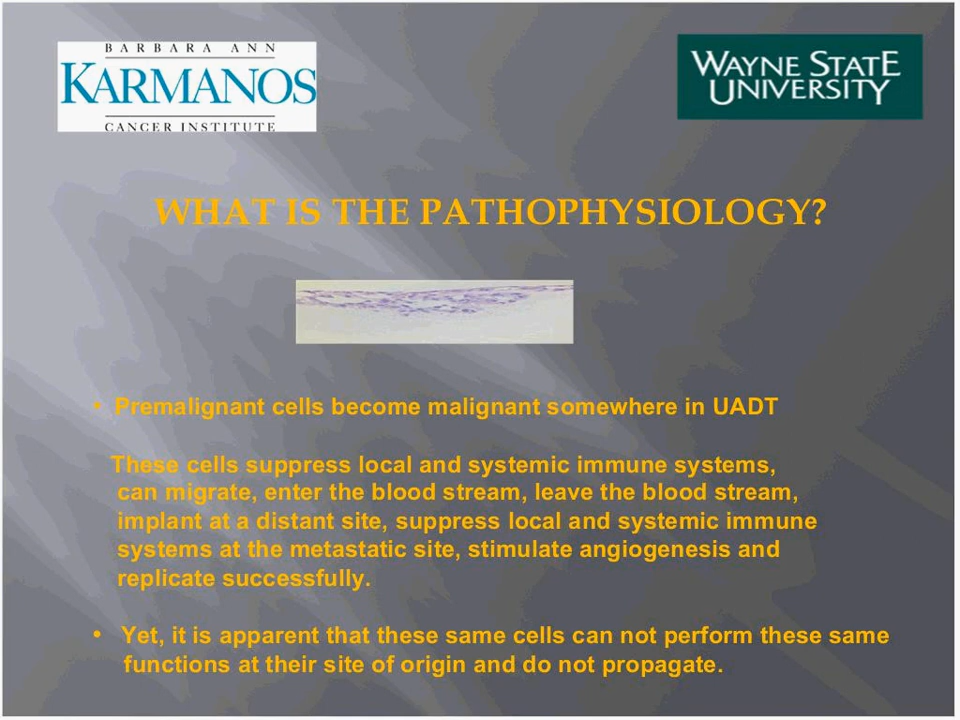 BARBARA ANN
KARMANOS
CANCER INSTITUTE
WAYNE STATE
UNIVERSITY
WHAT IS THE PATHOPHYSIOLOGY?
• Premalignant cells become malignant somewhere in UADT
These cells suppress local and systemic immune systems,
can migrate, enter the blood stream, leave the blood stream,
implant at a distant site, suppress local and systemic immune
systems at the metastatic site, stimulate angiogenesis and
replicate successfully.
• Yet, it is apparent that these same cells can not perform these same
functions at their site of origin and do not propagate.